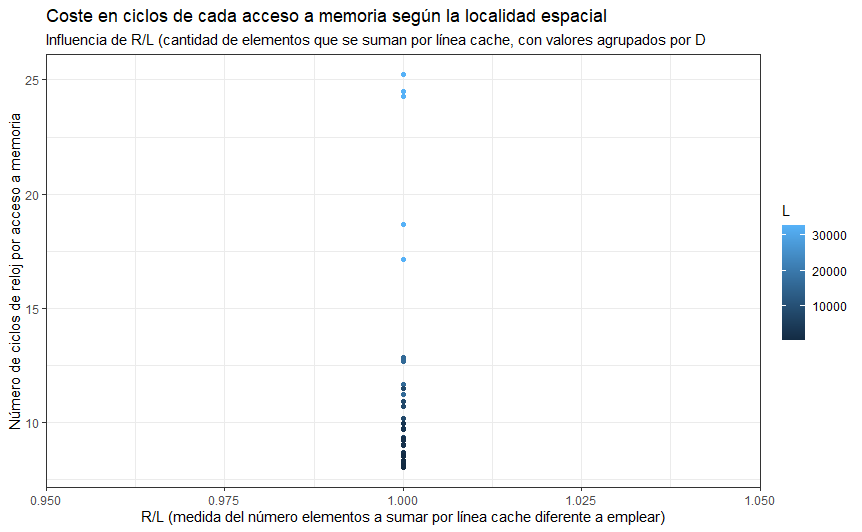 Coste en ciclos de cada acceso a memoria según la localidad espacial
Influencia de R/L (cantidad de elementos que se suman por línea cache, con valores agrupados por D
Número de ciclos de reloj por acceso a memoria
25
20
15
10
0.950
0.975
1.000
1.025
1.050
R/L (medida del número elementos a sumar por línea cache diferente a emplear)
L
30000
20000
10000